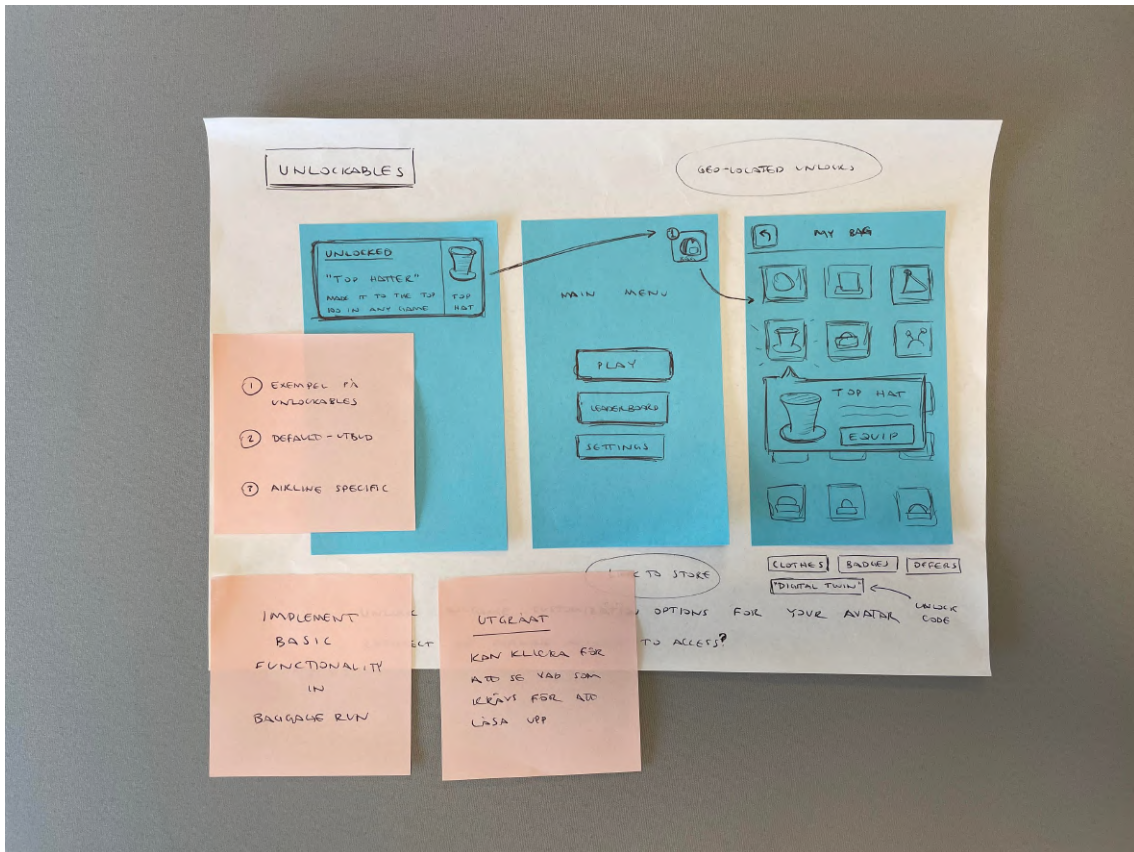 UNLOCKABLES
GEO-LOCATED UNLOCKS
UNLOCKED
"TOP HATTER"
MADE IT TO THE TOP
100 IN ANY GAME
TOP
HAT
1
MAIN MENU
PLAY
LEADERBOARD
SETTINGS
MY BAG
TOP HAT
EQUIP
① EXEMPEL PÅ
UNLOCKABLES
② DEFAULT-UTBUD
③ AIRLINE SPECIFIC
TO STORE
CLOTHES
BADGES
OFFERS
"DIGITAL TWIN"
UNLOCK
CODE
OPTIONS FOR YOUR AVATAR
TO ACCESS?
IMPLEMENT
BASIC
FUNCTIONALITY
IN
BAGGAGE RUN
UTGRÅAT
KAN KLICKA FÖR
ATT SE VAD SOM
KRÄVS FÖR ATT
LÅSA UPP